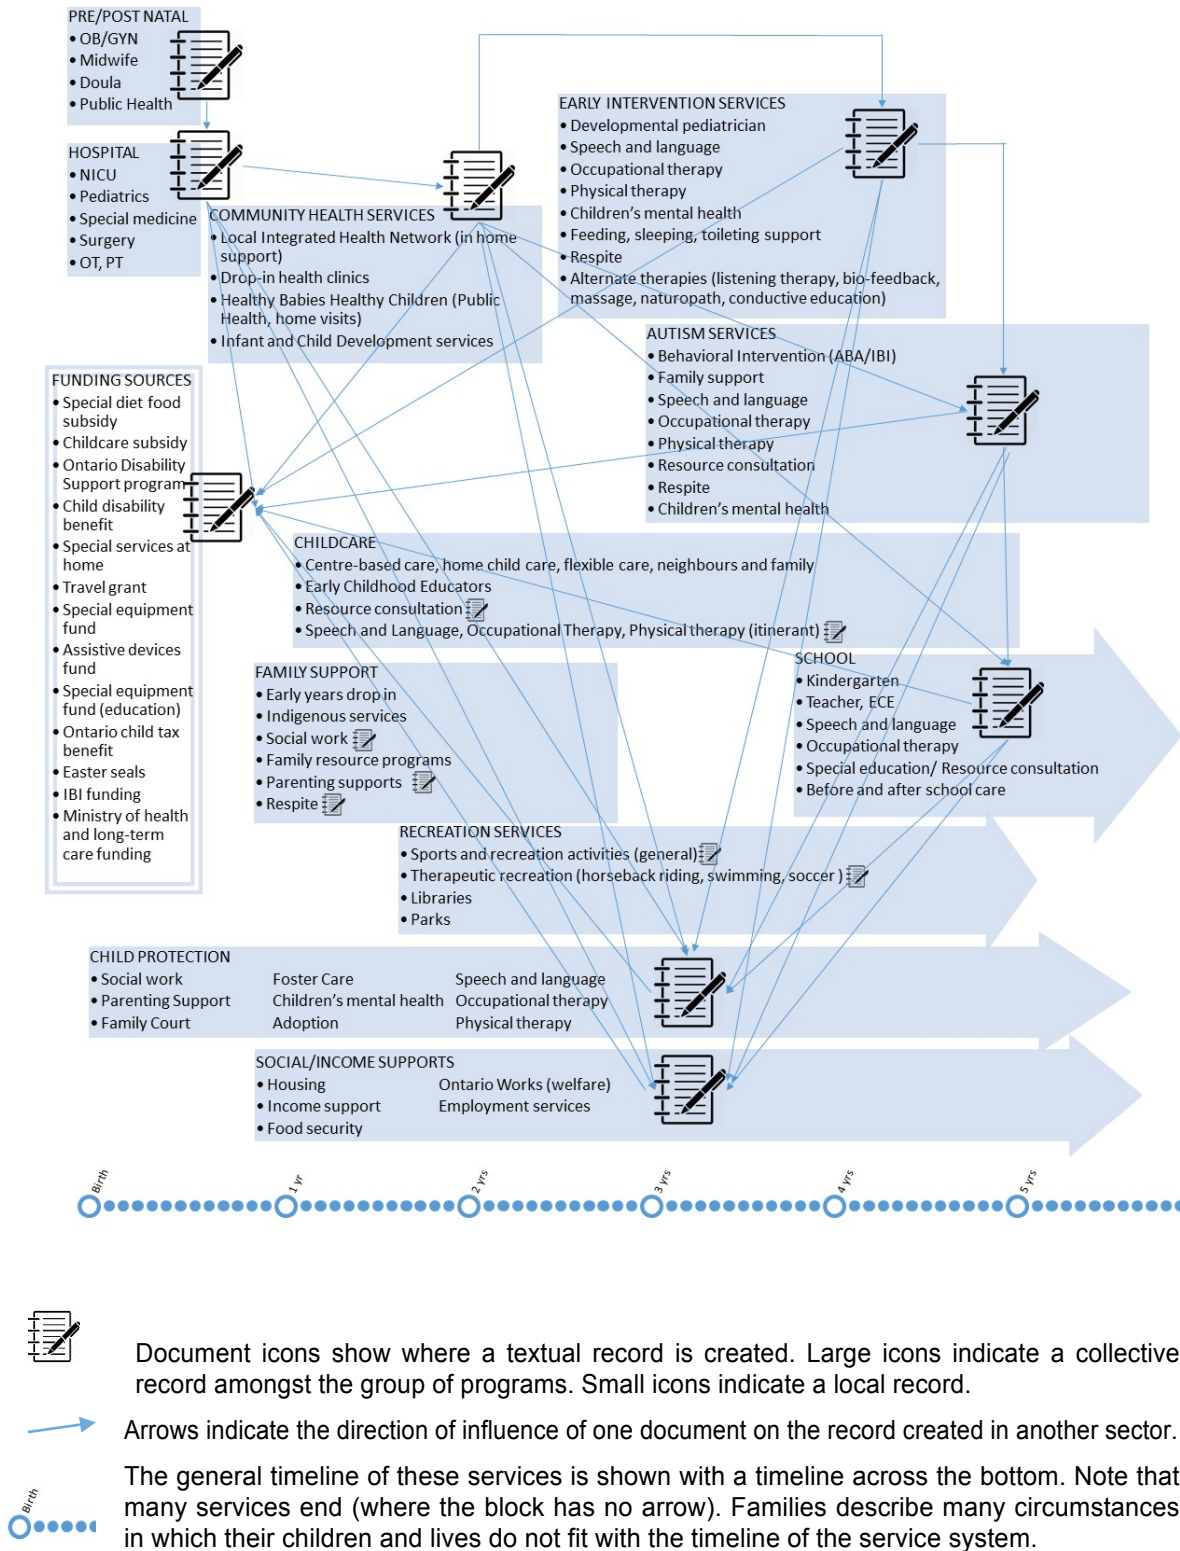 PRE/POST NATAL
• OB/GYN
• Midwife
• Doula
• Public Health
HOSPITAL
• NICU
• Pediatrics
• Special medicine
• Surgery
• OT, PT
COMMUNITY HEALTH SERVICES
• Local Integrated Health Network (in home
support)
• Drop-in health clinics
• Healthy Babies Healthy Children (Public
Health, home visits)
• Infant and Child Development services
EARLY INTERVENTION SERVICES
• Developmental pediatrician
• Speech and language
• Occupational therapy
• Physical therapy
• Children's mental health
• Feeding, sleeping, toileting support
• Respite
• Alternate therapies (listening therapy, bio-feedback,
massage, naturopath, conductive education)
AUTISM SERVICES
• Behavioral Intervention (ABA/IBI)
• Family support
• Speech and language
• Occupational therapy
• Physical therapy
• Resource consultation
• Respite
• Children's mental health
FUNDING SOURCES
• Special diet food
subsidy
• Childcare subsidy
• Ontario Disability
Support program
• Child disability
benefit
• Special services at
home
• Travel grant
• Special equipment
fund
• Assistive devices
fund
• Special equipment
fund (education)
• Ontario child tax
benefit
• Easter seals
• IBI funding
• Ministry of health
and long-term
care funding
CHILDCARE
• Centre-based care, home child care, flexible care, neighbours and family
• Early Childhood Educators
• Resource consultation
• Speech and Language, Occupational Therapy, Physical therapy (itinerant)
FAMILY SUPPORT
• Early years drop in
• Indigenous services
• Social work
• Family resource programs
• Parenting supports
• Respite
SCHOOL
• Kindergarten
• Teacher, ECE
• Speech and language
• Occupational therapy
• Special education/ Resource consultation
• Before and after school care
RECREATION SERVICES
• Sports and recreation activities (general)
• Therapeutic recreation (horseback riding, swimming, soccer )
• Libraries
• Parks
CHILD PROTECTION
• Social work Foster Care Speech and language
• Parenting Support Children's mental health Occupational therapy
• Family Court Adoption Physical therapy
SOCIAL/INCOME SUPPORTS
• Housing Ontario Works (welfare)
• Income support Employment services
• Food security
Birth 1 yr 2 yrs 3 yrs 4 yrs 5 yrs
Document icons show where a textual record is created. Large icons indicate a collective
record amongst the group of programs. Small icons indicate a local record.
Arrows indicate the direction of influence of one document on the record created in another sector.
Birth
The general timeline of these services is shown with a timeline across the bottom. Note that
many services end (where the block has no arrow). Families describe many circumstances
in which their children and lives do not fit with the timeline of the service system.